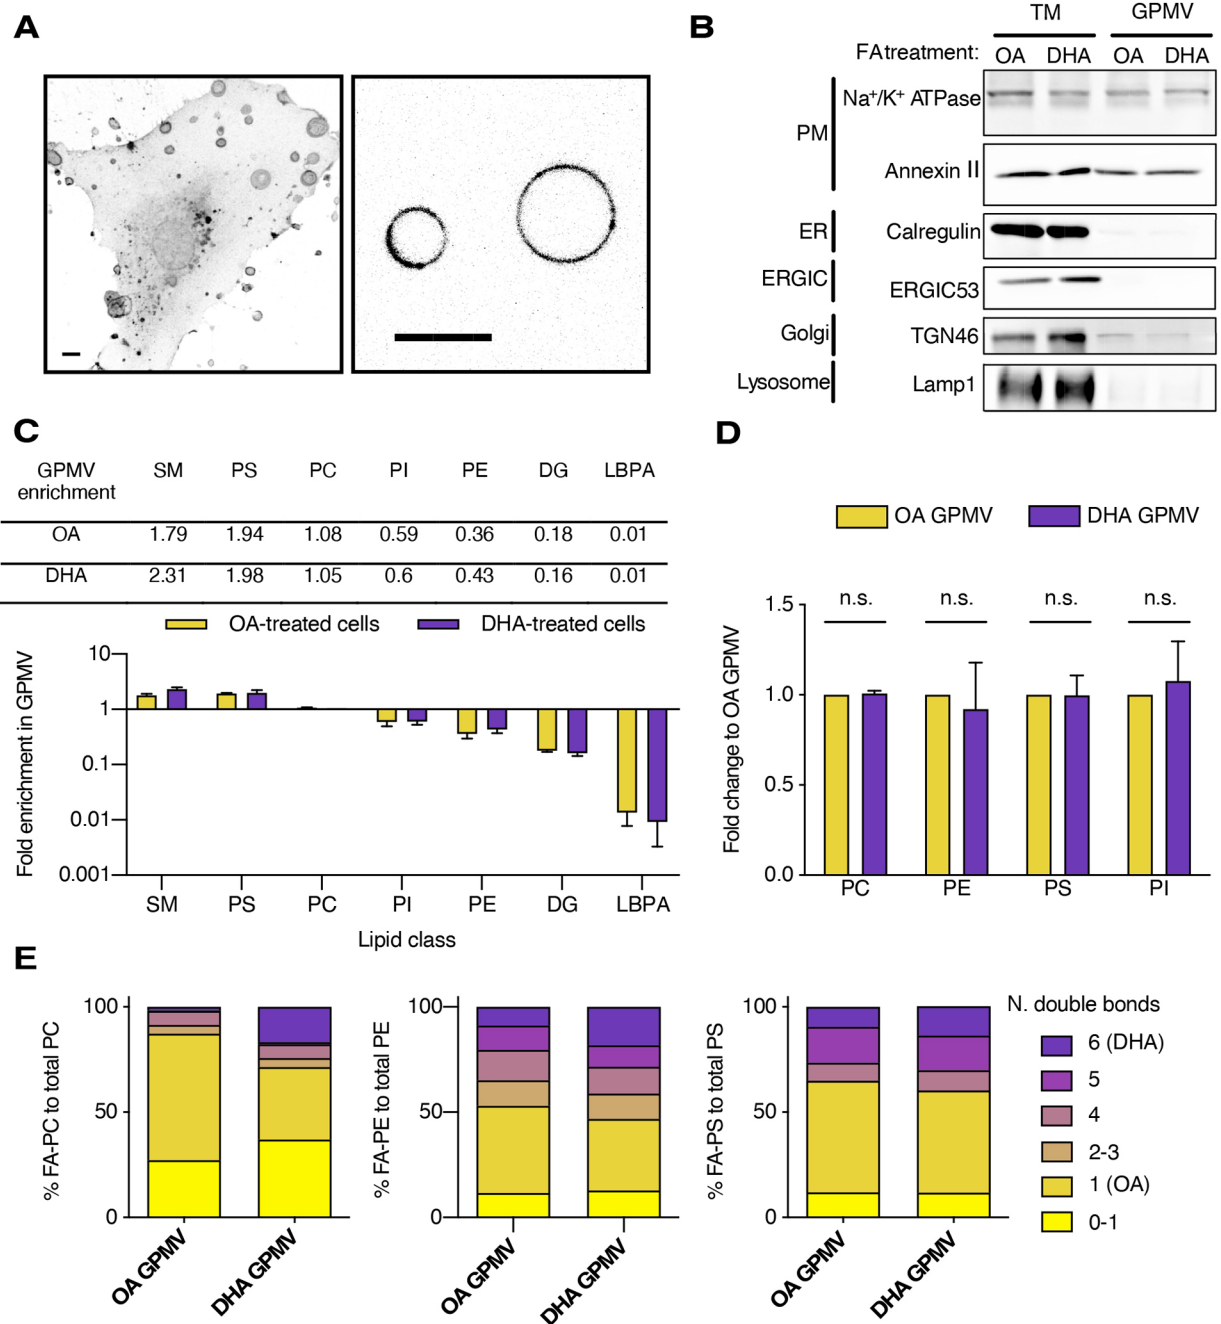 A
B
TM GPMV
FA treatment: OA DHA OA DHA
PM
Na+/K+ ATPase
Annexin II
ER Calregulin
ERGIC ERGIC53
Golgi TGN46
Lysosome Lamp1
C
GPMV enrichment SM PS PC PI PE DG LBPA
OA 1.79 1.94 1.08 0.59 0.36 0.18 0.01
DHA 2.31 1.98 1.05 0.6 0.43 0.16 0.01
OA-treated cells DHA-treated cells
Fold enrichment in GPMV
10
1
0.1
0.01
0.001
SM PS PC PI PE DG LBPA
Lipid class
D
OA GPMV DHA GPMV
Fold change to OA GPMV
1.5
1.0
0.5
0.0
n.s. n.s. n.s. n.s.
PC PE PS PI
E
% FA-PC to total PC
100
50
0
OA GPMV DHA GPMV
% FA-PE to total PE
100
50
0
OA GPMV DHA GPMV
% FA-PS to total PS
100
50
0
OA GPMV DHA GPMV
N. double bonds
6 (DHA)
5
4
2-3
1 (OA)
0-1